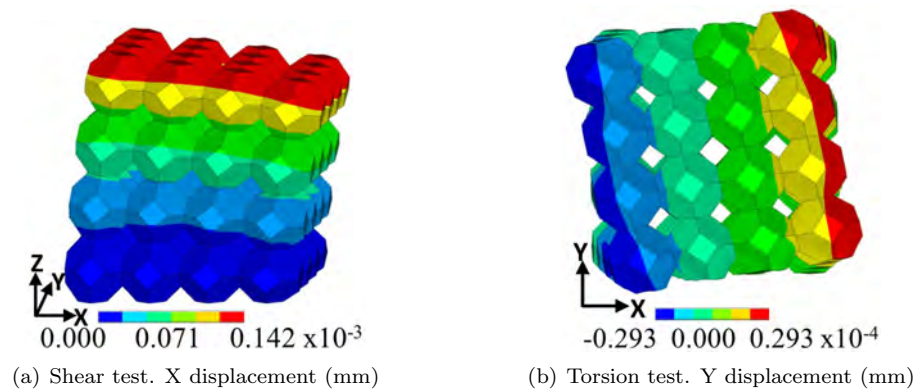 Z
Y
X
0.000 0.071 0.142 x10⁻³
(a) Shear test. X displacement (mm)
Y
X
-0.293 0.000 0.293 x10⁻⁴
(b) Torsion test. Y displacement (mm)